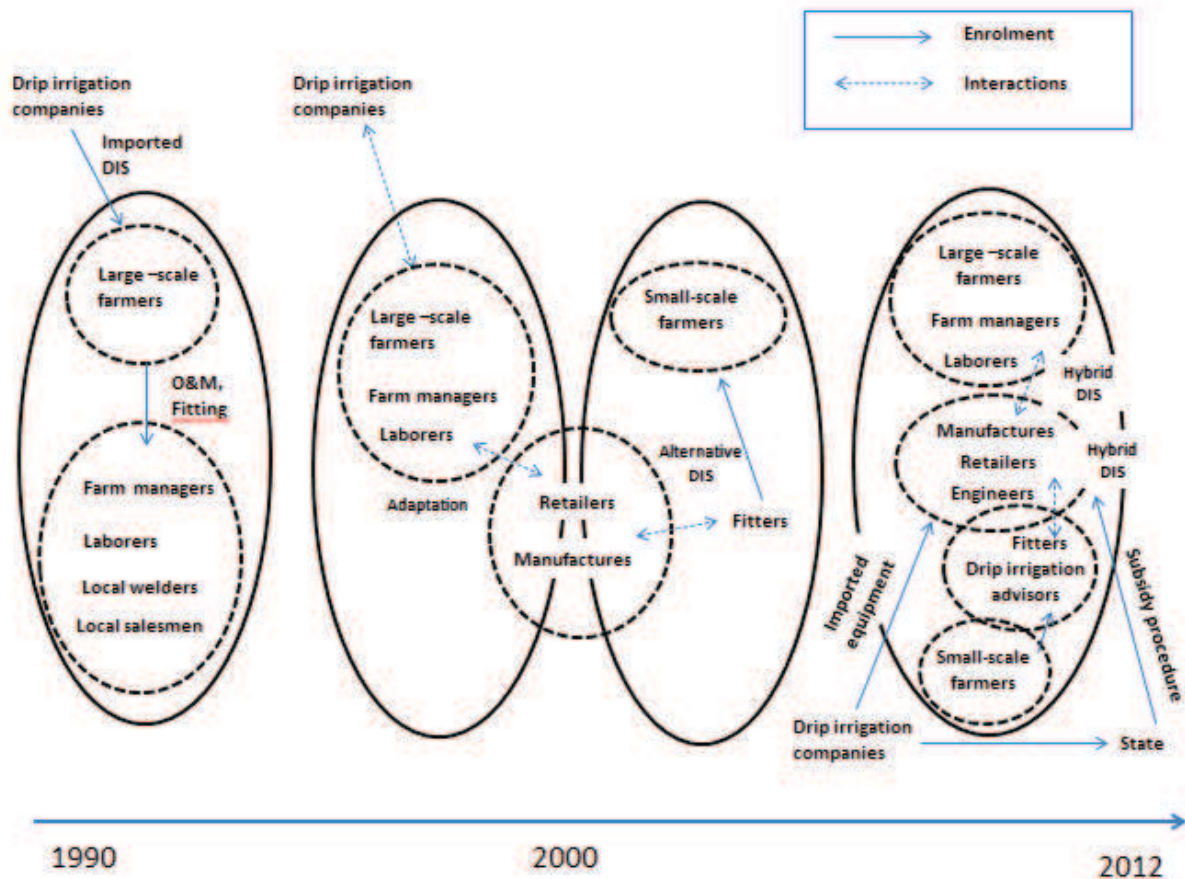 Enrolment
Interactions
Drip irrigation
companies
Imported
DIS
Large –scale
farmers
O&M,
Fitting
Farm managers
Laborers
Local welders
Local salesmen
Drip irrigation
companies
Large –scale
farmers
Farm managers
Laborers
Adaptation
Retailers
Manufactures
Small-scale
farmers
Alternative
DIS
Fitters
Large –scale
farmers
Farm managers
Laborers
Hybrid
DIS
Manufactures
Retailers
Engineers
Hybrid
DIS
Fitters
Drip irrigation
advisors
Small-scale
farmers
Imported
equipment
Subsidy procedure
Drip irrigation
companies
State
1990
2000
2012